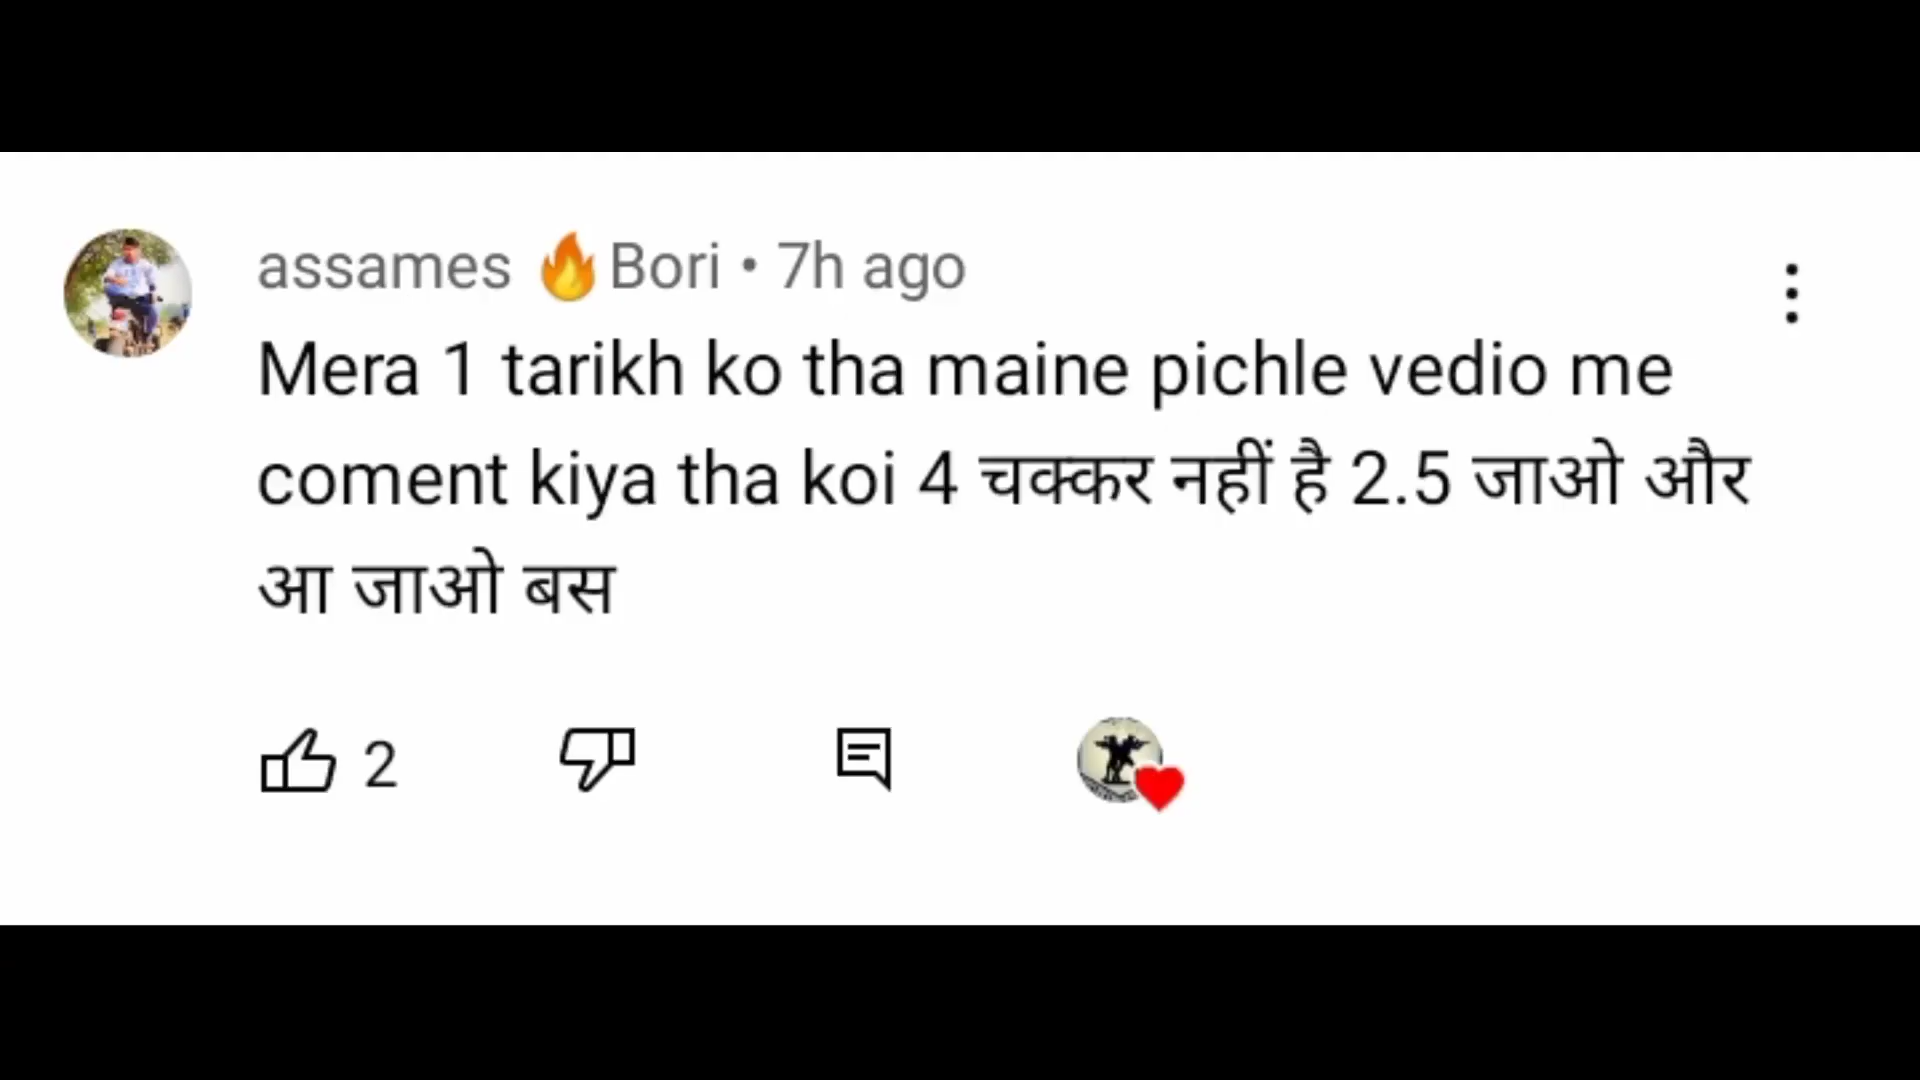 assames 🔥Bori • 7h ago
Mera 1 tarikh ko tha maine pichle vedio me
coment kiya tha koi 4 चक्कर नहीं है 2.5 जाओ और
आ जाओ बस
2